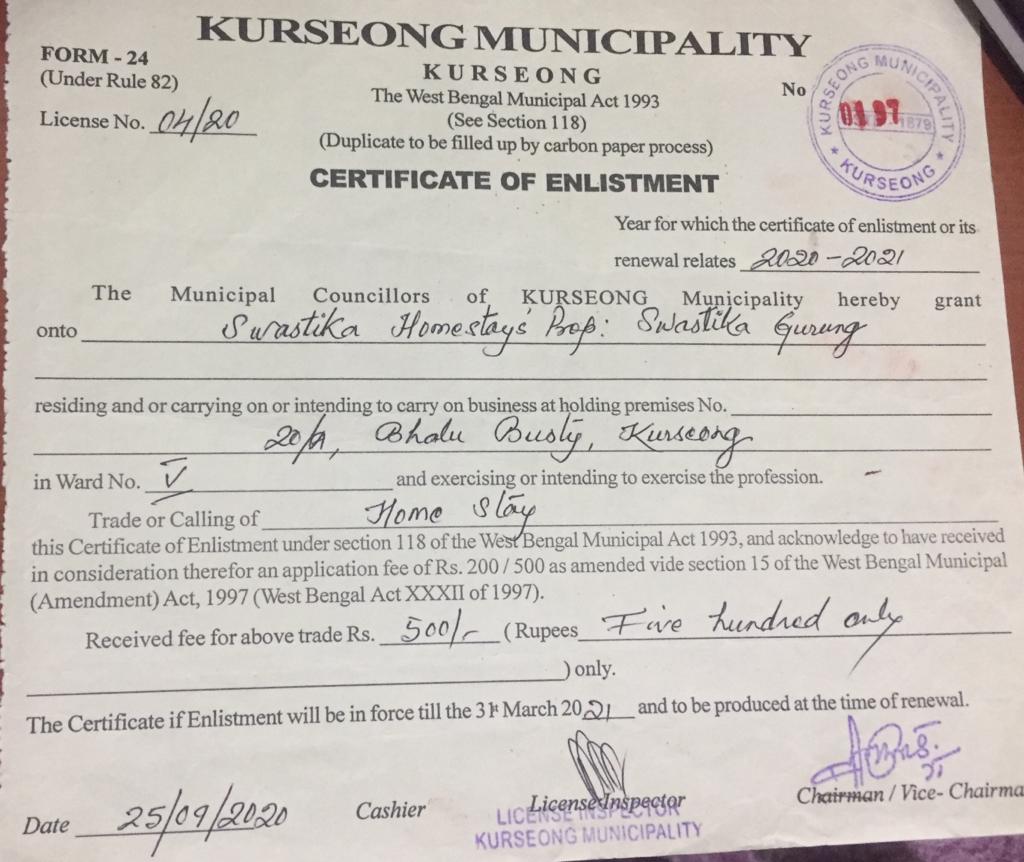 KURSEONG MUNICIPALITY
FORM - 24
(Under Rule 82)
License No. 04/20
KURSEONG
The West Bengal Municipal Act 1993
(See Section 118)
(Duplicate to be filled up by carbon paper process)
No
KURSEONG MUNICIPALITY
1879
★ KURSEONG ★
CERTIFICATE OF ENLISTMENT
Year for which the certificate of enlistment or its
renewal relates 2020-2021
The Municipal Councillors of KURSEONG Municipality hereby grant
onto Swastika Homestays Prop: Swastika Gurung
residing and or carrying on or intending to carry on business at holding premises No.
Bhalu Busty, Kurseong
in Ward No. V and exercising or intending to exercise the profession. -
Trade or Calling of Home Stay
this Certificate of Enlistment under section 118 of the West Bengal Municipal Act 1993, and acknowledge to have received
in consideration therefor an application fee of Rs. 200 / 500 as amended vide section 15 of the West Bengal Municipal
(Amendment) Act, 1997 (West Bengal Act XXXII of 1997).
Received fee for above trade Rs. 500/- (Rupees Five hundred only
) only.
The Certificate if Enlistment will be in force till the 31st March 2021 and to be produced at the time of renewal.
Date 25/09/2020
Cashier
License Inspector
LICENSE INSPECTOR
KURSEONG MUNICIPALITY
Chairman / Vice- Chairma